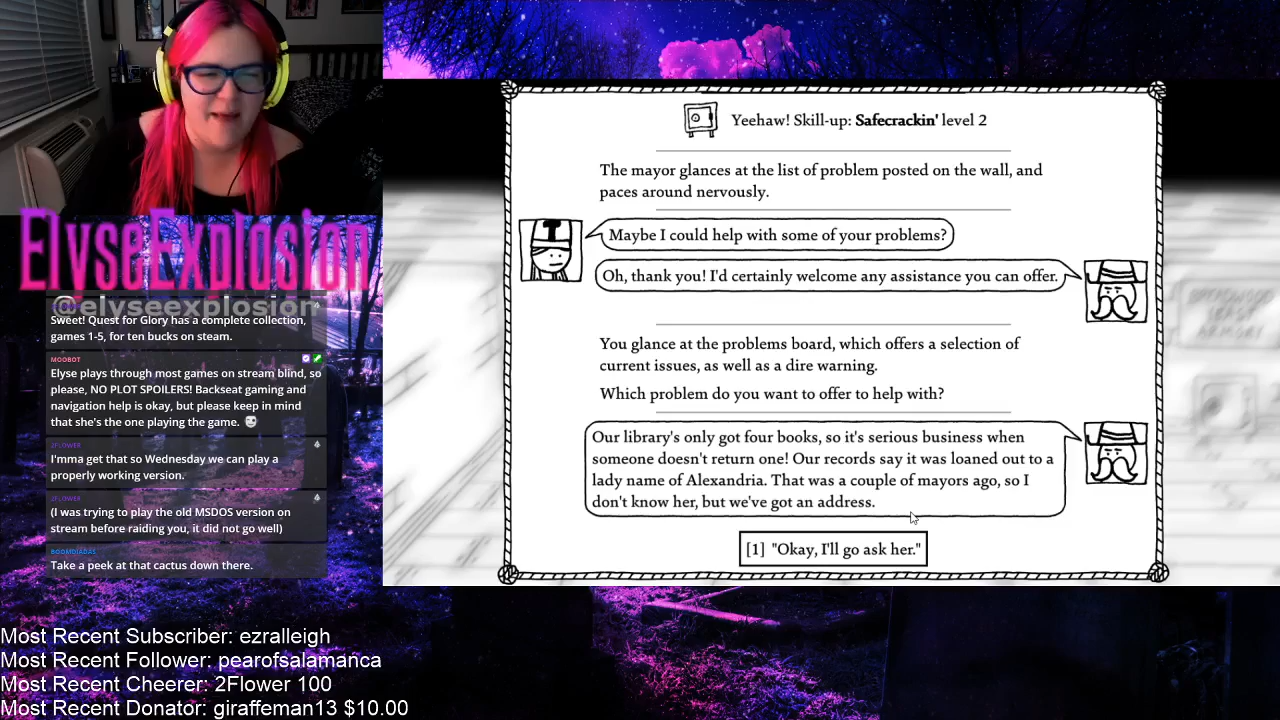 ElyseExplosion
@elyseexplosion
Sweet! Quest for Glory has a complete collection,
games 1-5, for ten bucks on steam.
MOOBOT
Elyse plays through most games on stream blind, so
please, NO PLOT SPOILERS! Backseat gaming and
navigation help is okay, but please keep in mind
that she's the one playing the game.
2FLOWER
I'mma get that so Wednesday we can play a
properly working version.
2FLOWER
(I was trying to play the old MSDOS version on
stream before raiding you, it did not go well)
BOOMDIADAS
Take a peek at that cactus down there.
Most Recent Subscriber: ezralleigh
Most Recent Follower: pearofsalamanca
Most Recent Cheerer: 2Flower 100
Most Recent Donator: giraffeman13 $10.00
Yeehaw! Skill-up: Safecrackin' level 2
The mayor glances at the list of problem posted on the wall, and
paces around nervously.
Maybe I could help with some of your problems?
Oh, thank you! I'd certainly welcome any assistance you can offer.
You glance at the problems board, which offers a selection of
current issues, as well as a dire warning.
Which problem do you want to offer to help with?
Our library's only got four books, so it's serious business when
someone doesn't return one! Our records say it was loaned out to a
lady name of Alexandria. That was a couple of mayors ago, so I
don't know her, but we've got an address.
[1] "Okay, I'll go ask her."